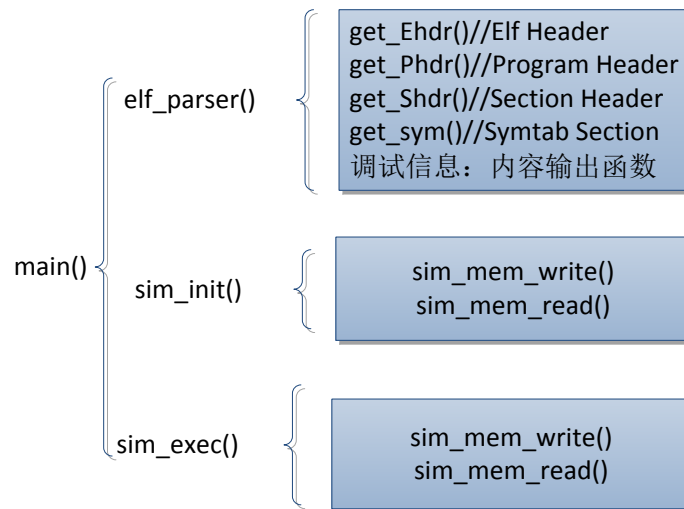 main()
elf_parser()
get_Ehdr()//Elf Header
get_Phdr()//Program Header
get_Shdr()//Section Header
get_sym()//Symtab Section
调试信息：内容输出函数
sim_init()
sim_mem_write()
sim_mem_read()
sim_exec()
sim_mem_write()
sim_mem_read()